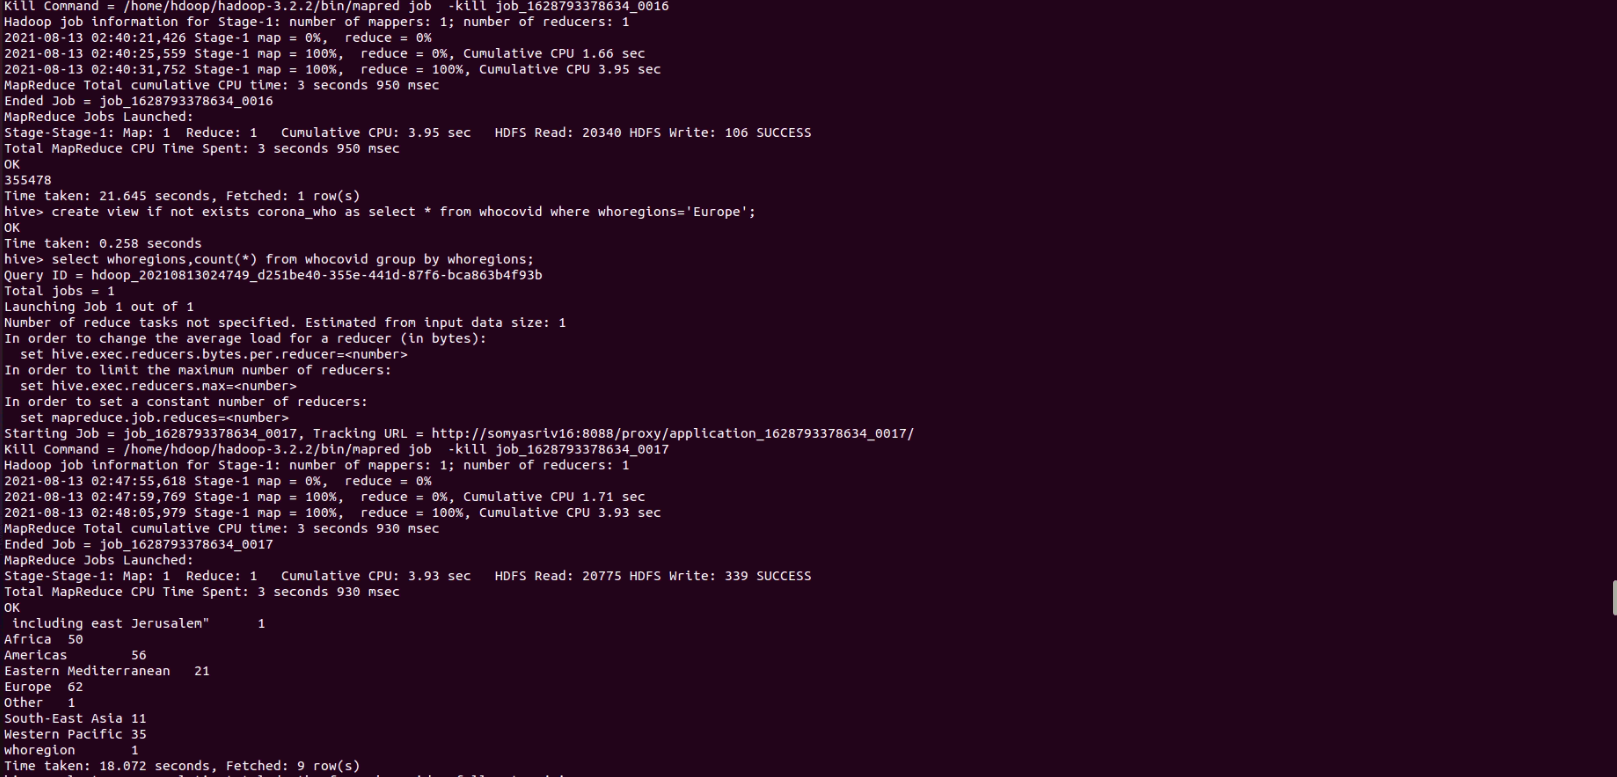 Kill Command = /home/hdoop/hadoop-3.2.2/bin/mapred job  -kill job_1628793378634_0016
Hadoop job information for Stage-1: number of mappers: 1; number of reducers: 1
2021-08-13 02:40:21,426 Stage-1 map = 0%,  reduce = 0%
2021-08-13 02:40:25,559 Stage-1 map = 100%,  reduce = 0%, Cumulative CPU 1.66 sec
2021-08-13 02:40:31,752 Stage-1 map = 100%,  reduce = 100%, Cumulative CPU 3.95 sec
MapReduce Total cumulative CPU time: 3 seconds 950 msec
Ended Job = job_1628793378634_0016
MapReduce Jobs Launched:
Stage-Stage-1: Map: 1  Reduce: 1   Cumulative CPU: 3.95 sec   HDFS Read: 20340 HDFS Write: 106 SUCCESS
Total MapReduce CPU Time Spent: 3 seconds 950 msec
OK
355478
Time taken: 21.645 seconds, Fetched: 1 row(s)
hive> create view if not exists corona_who as select * from whocovid where whoregions='Europe';
OK
Time taken: 0.258 seconds
hive> select whoregions,count(*) from whocovid group by whoregions;
Query ID = hdoop_20210813024749_d251be40-355e-441d-87f6-bca863b4f93b
Total jobs = 1
Launching Job 1 out of 1
Number of reduce tasks not specified. Estimated from input data size: 1
In order to change the average load for a reducer (in bytes):
  set hive.exec.reducers.bytes.per.reducer=<number>
In order to limit the maximum number of reducers:
  set hive.exec.reducers.max=<number>
In order to set a constant number of reducers:
  set mapreduce.job.reduces=<number>
Starting Job = job_1628793378634_0017, Tracking URL = http://somyasriv16:8088/proxy/application_1628793378634_0017/
Kill Command = /home/hdoop/hadoop-3.2.2/bin/mapred job  -kill job_1628793378634_0017
Hadoop job information for Stage-1: number of mappers: 1; number of reducers: 1
2021-08-13 02:47:55,618 Stage-1 map = 0%,  reduce = 0%
2021-08-13 02:47:59,769 Stage-1 map = 100%,  reduce = 0%, Cumulative CPU 1.71 sec
2021-08-13 02:48:05,979 Stage-1 map = 100%,  reduce = 100%, Cumulative CPU 3.93 sec
MapReduce Total cumulative CPU time: 3 seconds 930 msec
Ended Job = job_1628793378634_0017
MapReduce Jobs Launched:
Stage-Stage-1: Map: 1  Reduce: 1   Cumulative CPU: 3.93 sec   HDFS Read: 20775 HDFS Write: 339 SUCCESS
Total MapReduce CPU Time Spent: 3 seconds 930 msec
OK
 including east Jerusalem"      1
Africa  50
Americas        56
Eastern Mediterranean   21
Europe  62
Other   1
South-East Asia 11
Western Pacific 35
whoregion       1
Time taken: 18.072 seconds, Fetched: 9 row(s)